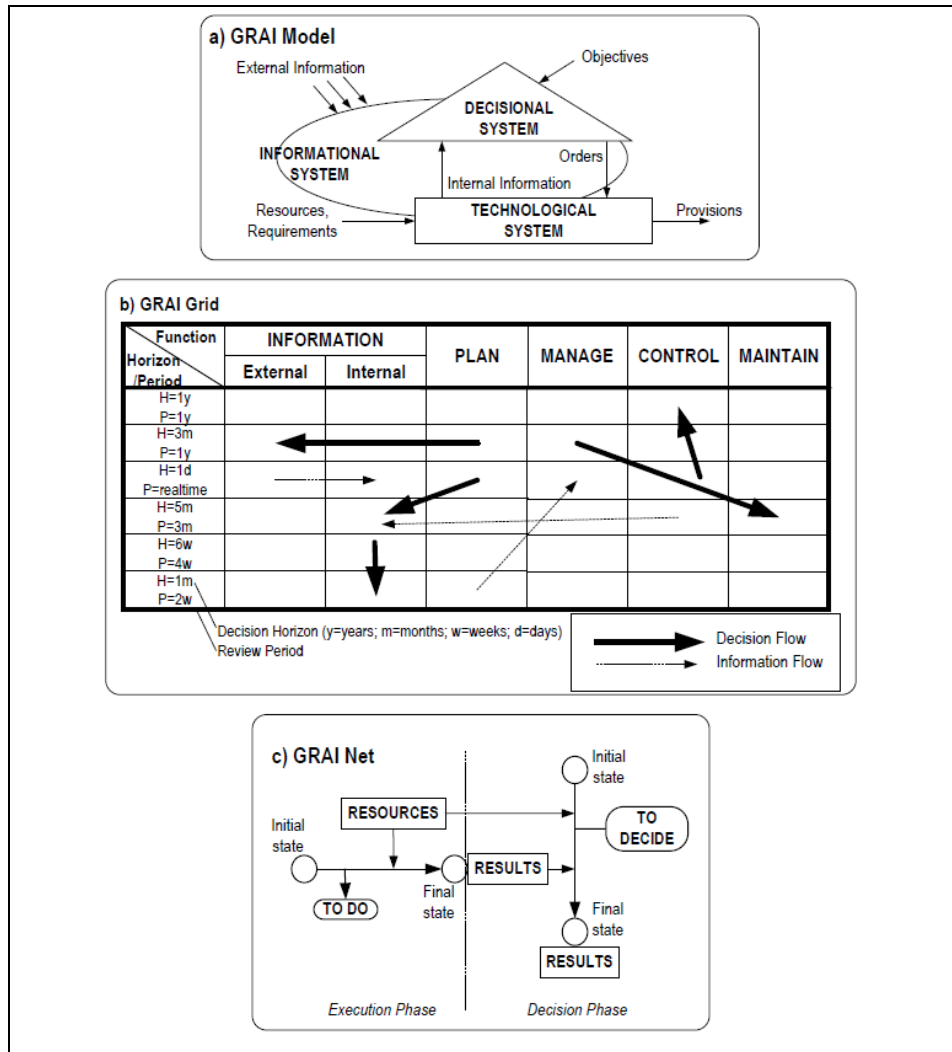 a) GRAI Model
External Information
Objectives
DECISIONAL
SYSTEM
INFORMATIONAL
SYSTEM
Orders
Internal Information
Resources,
Requirements
TECHNOLOGICAL
SYSTEM
Provisions
b) GRAI Grid
Function
Horizon
/Period
INFORMATION
External
Internal
PLAN
MANAGE
CONTROL
MAINTAIN
H=1y
P=1y
H=3m
P=1y
H=1d
P=realtime
H=5m
P=3m
H=6w
P=4w
H=1m
P=2w
Decision Horizon (y=years; m=months; w=weeks; d=days)
Review Period
Decision Flow
Information Flow
c) GRAI Net
Initial
state
RESOURCES
TO
DECIDE
Initial
state
RESULTS
TO DO
Final
state
Final
state
RESULTS
Execution Phase
Decision Phase